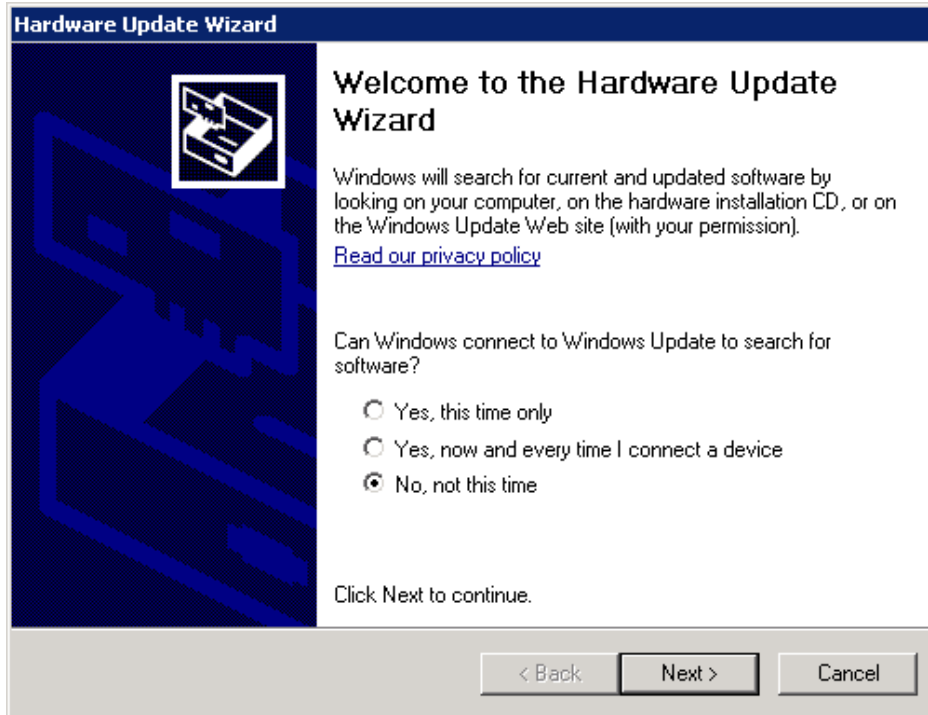 Hardware Update Wizard
Welcome to the Hardware Update
Wizard
Windows will search for current and updated software by
looking on your computer, on the hardware installation CD, or on
the Windows Update Web site (with your permission).
Read our privacy policy
Can Windows connect to Windows Update to search for
software?
Yes, this time only
Yes, now and every time I connect a device
No, not this time
Click Next to continue.
< Back Next > Cancel